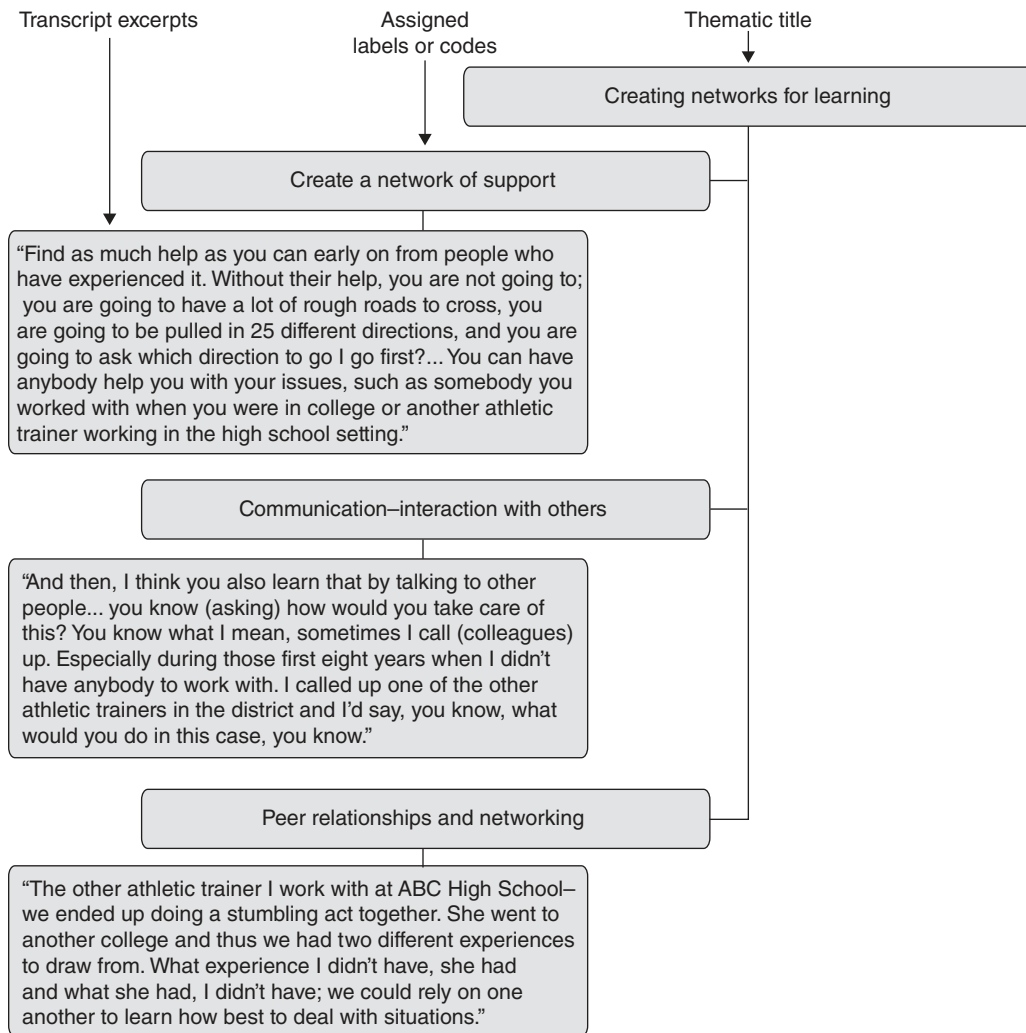 Transcript excerpts
Assigned
labels or codes
Thematic title
Creating networks for learning
Create a network of support
“Find as much help as you can early on from people who
have experienced it. Without their help, you are not going to;
you are going to have a lot of rough roads to cross, you
are going to be pulled in 25 different directions, and you are
going to ask which direction to go I go first?... You can have
anybody help you with your issues, such as somebody you
worked with when you were in college or another athletic
trainer working in the high school setting.”
Communication–interaction with others
“And then, I think you also learn that by talking to other
people... you know (asking) how would you take care of
this? You know what I mean, sometimes I call (colleagues)
up. Especially during those first eight years when I didn’t
have anybody to work with. I called up one of the other
athletic trainers in the district and I’d say, you know, what
would you do in this case, you know.”
Peer relationships and networking
“The other athletic trainer I work with at ABC High School–
we ended up doing a stumbling act together. She went to
another college and thus we had two different experiences
to draw from. What experience I didn’t have, she had
and what she had, I didn’t have; we could rely on one
another to learn how best to deal with situations.”